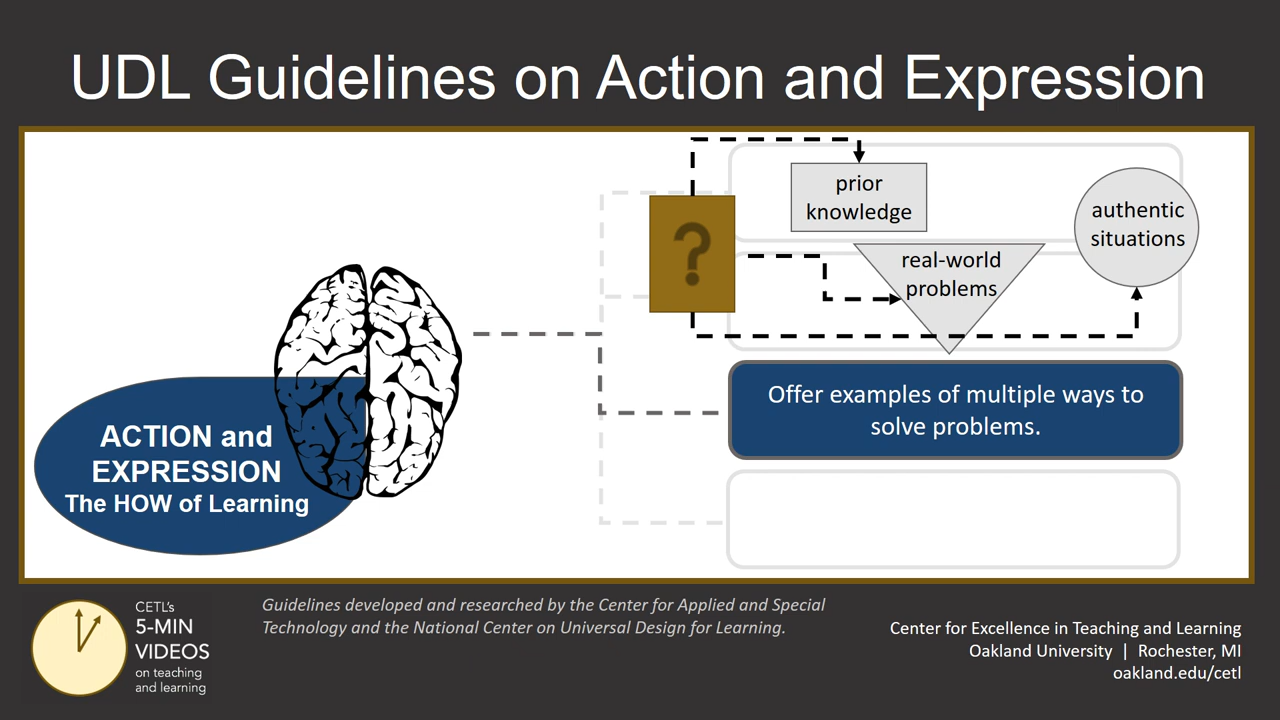 UDL Guidelines on Action and Expression
?
prior
knowledge
authentic
situations
real-world
problems
Offer examples of multiple ways to
solve problems.
ACTION and
EXPRESSION
The HOW of Learning
CETL's
5-MIN
VIDEOS
on teaching
and learning
Guidelines developed and researched by the Center for Applied and Special
Technology and the National Center on Universal Design for Learning.
Center for Excellence in Teaching and Learning
Oakland University | Rochester, MI
oakland.edu/cetl